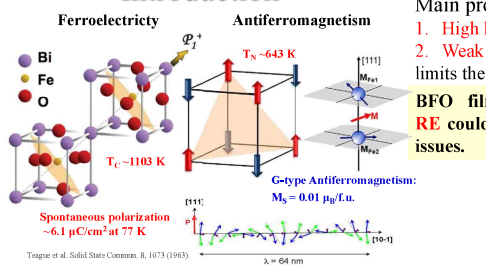 Introduction
Ferroelectricity
Antiferromagnetism
Main pro
1. High l
2. Weak
limits the
BFO film
RE could
issues.
Bi
Fe
O
P₁⁺
T_C ~1103 K
Spontaneous polarization
~6.1 μC/cm² at 77 K
Teague et al. Solid State Commun. 8, 1073 (1963).
T_N ~643 K
[111]
M_Fe1
M
M_Fe2
G-type Antiferromagnetism:
M_S = 0.01 μ_B/f.u.
[111]
P
[10-1]
λ = 64 nm